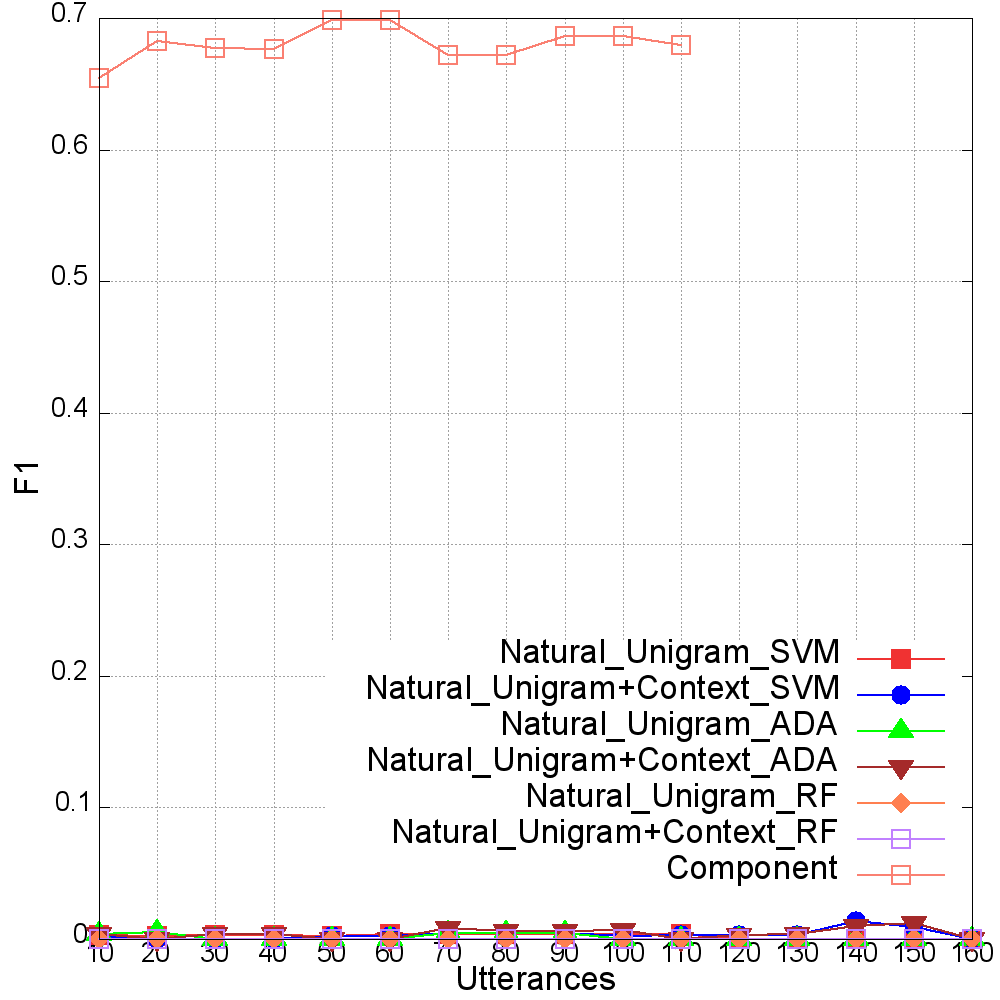 0.7
0.6
0.5
0.4
0.3
0.2
0.1
0
F1
Natural_Unigram_SVM
Natural_Unigram+Context_SVM
Natural_Unigram_ADA
Natural_Unigram+Context_ADA
Natural_Unigram_RF
Natural_Unigram+Context_RF
Component
10 20 30 40 50 60 70 80 90 100 110 120 130 140 150 160
Utterances